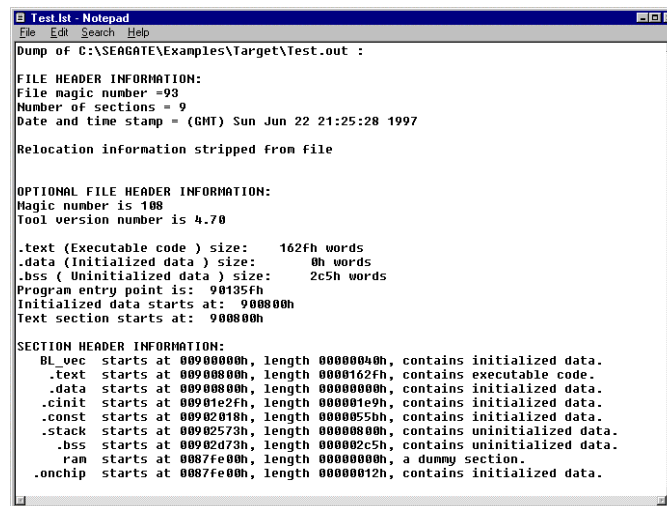 Test.lst - Notepad
File Edit Search Help
Dump of C:\SEAGATE\Examples\Target\Test.out :
FILE HEADER INFORMATION:
File magic number =93
Number of sections = 9
Date and time stamp = (GMT) Sun Jun 22 21:25:28 1997
Relocation information stripped from file
OPTIONAL FILE HEADER INFORMATION:
Magic number is 108
Tool version number is 4.70
.text (Executable code ) size: 162fh words
.data (Initialized data ) size: 0h words
.bss ( Uninitialized data ) size: 2c5h words
Program entry point is: 90135fh
Initialized data starts at: 900800h
Text section starts at: 900800h
SECTION HEADER INFORMATION:
BL_vec starts at 00900000h, length 00000040h, contains initialized data.
.text starts at 00900800h, length 0000162fh, contains executable code.
.data starts at 00900800h, length 00000000h, contains initialized data.
.cinit starts at 00901e2fh, length 000001e9h, contains initialized data.
.const starts at 00902018h, length 0000055bh, contains initialized data.
.stack starts at 00902573h, length 00000800h, contains uninitialized data.
.bss starts at 00902d73h, length 000002c5h, contains uninitialized data.
ram starts at 0087fe00h, length 00000000h, a dummy section.
.onchip starts at 0087fe00h, length 00000012h, contains initialized data.